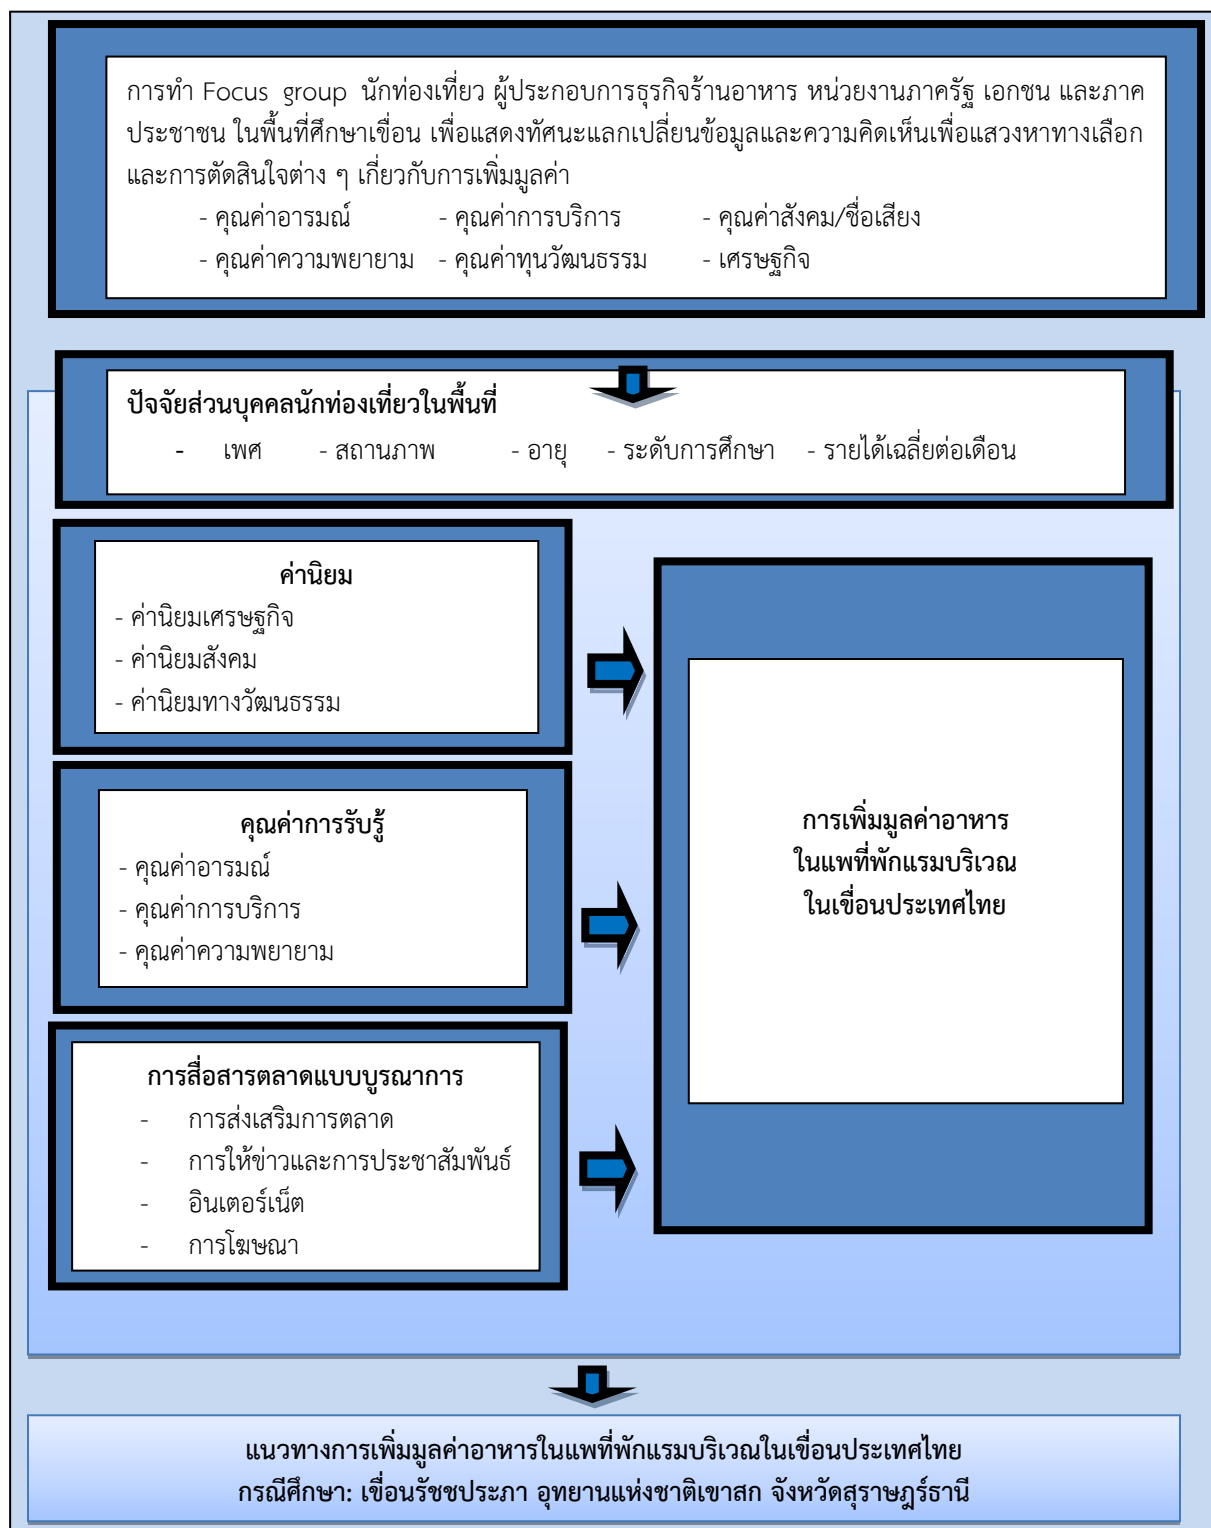 การทำ Focus group นักท่องเที่ยว ผู้ประกอบการธุรกิจร้านอาหาร หน่วยงานภาครัฐ เอกชน และภาค
ประชาชน ในพื้นที่ศึกษาเขื่อน เพื่อแสดงทัศนะแลกเปลี่ยนข้อมูลและความคิดเห็นเพื่อแสวงหาทางเลือก
และการตัดสินใจต่าง ๆ เกี่ยวกับการเพิ่มมูลค่า
- คุณค่าอารมณ์ - คุณค่าการบริการ - คุณค่าสังคม/ชื่อเสียง
- คุณค่าความพยายาม - คุณค่าทุนวัฒนธรรม - เศรษฐกิจ
ปัจจัยส่วนบุคคลนักท่องเที่ยวในพื้นที่
- เพศ - สถานภาพ - อายุ - ระดับการศึกษา - รายได้เฉลี่ยต่อเดือน
ค่านิยม
- ค่านิยมเศรษฐกิจ
- ค่านิยมสังคม
- ค่านิยมทางวัฒนธรรม
คุณค่าการรับรู้
- คุณค่าอารมณ์
- คุณค่าการบริการ
- คุณค่าความพยายาม
การสื่อสารตลาดแบบบูรณาการ
- การส่งเสริมการตลาด
- การให้ข่าวและการประชาสัมพันธ์
- อินเตอร์เน็ต
- การโฆษณา
การเพิ่มมูลค่าอาหาร
ในแพที่พักแรมบริเวณ
ในเขื่อนประเทศไทย
แนวทางการเพิ่มมูลค่าอาหารในแพที่พักแรมบริเวณในเขื่อนประเทศไทย
กรณีศึกษา: เขื่อนรัชชประภา อุทยานแห่งชาติเขาสก จังหวัดสุราษฎร์ธานี